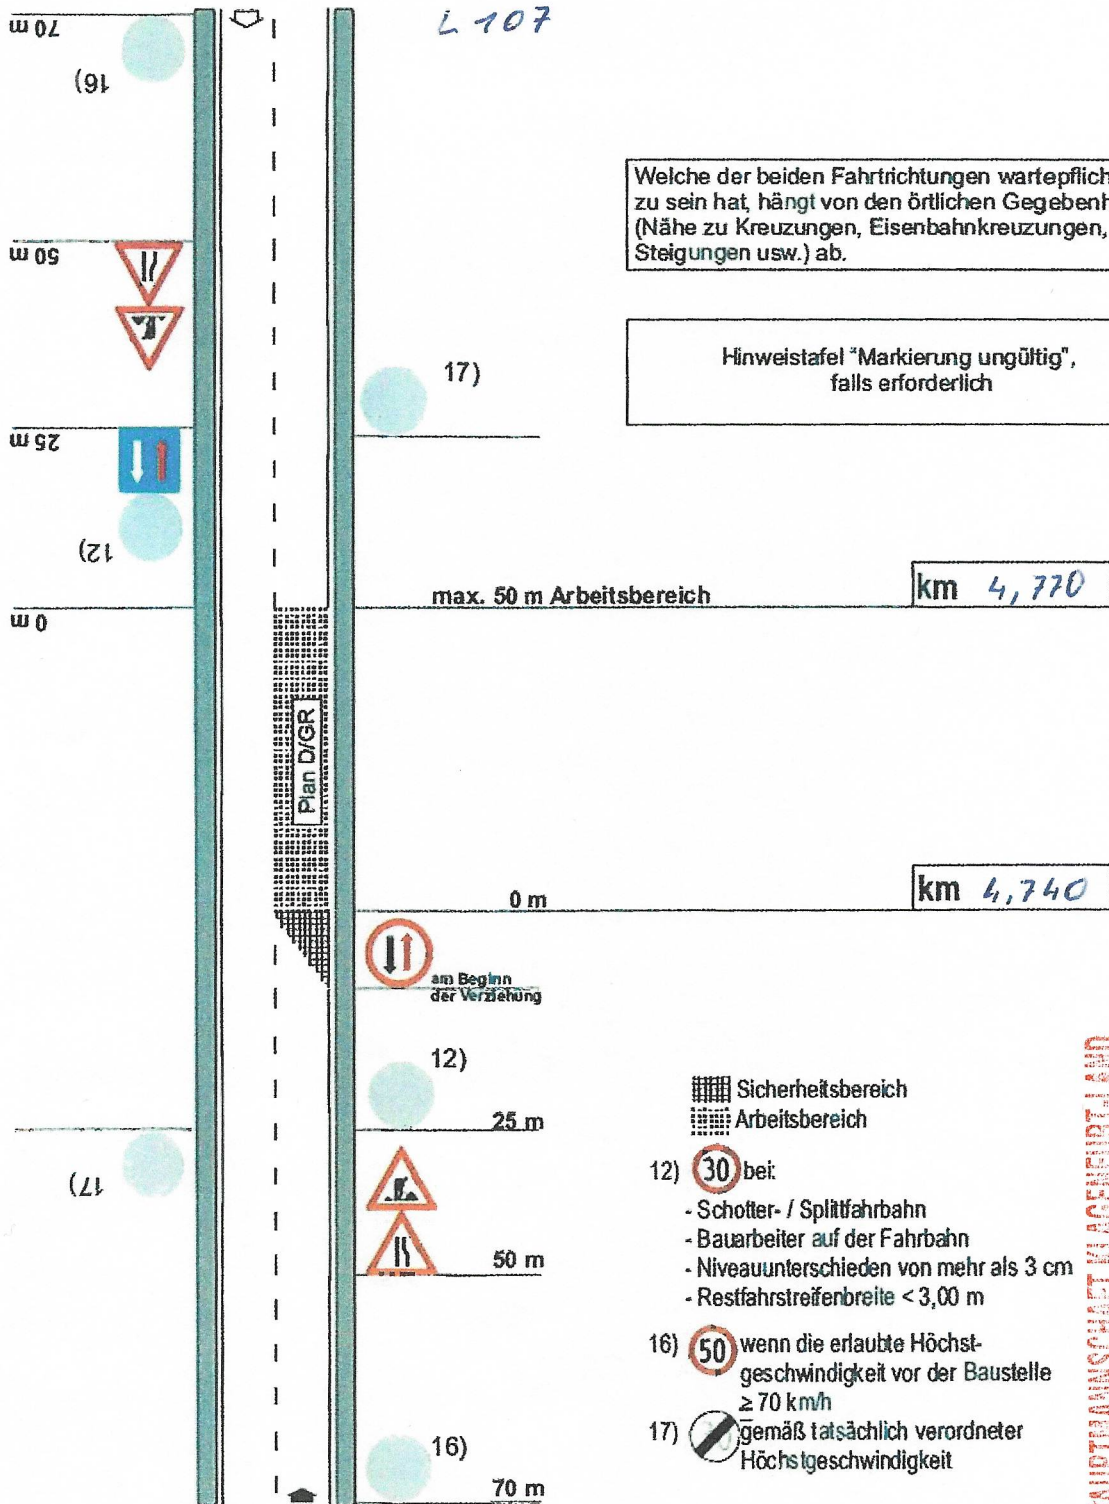 L 107
70 m
16)
Welche der beiden Fahrtrichtungen wartepflich
zu sein hat, hängt von den örtlichen Gegebenh
(Nähe zu Kreuzungen, Eisenbahnkreuzungen,
Steigungen usw.) ab.
50 m
Hinweistafel "Markierung ungültig",
falls erforderlich
17)
25 m
12)
max. 50 m Arbeitsbereich
km 4,770
0 m
Plan D/GR
0 m
km 4,740
am Beginn
der Verziehung
12)
25 m
17)
50 m
16)
70 m
Sicherheitsbereich
Arbeitsbereich
12) 30 bei:
- Schotter- / Splittfahrbahn
- Bauarbeiter auf der Fahrbahn
- Niveauunterschieden von mehr als 3 cm
- Restfahrstreifenbreite < 3,00 m
16) 50 wenn die erlaubte Höchst-
geschwindigkeit vor der Baustelle
≥ 70 km/h
17) gemäß tatsächlich verordneter
Höchstgeschwindigkeit
KLAGENFURT-LAND